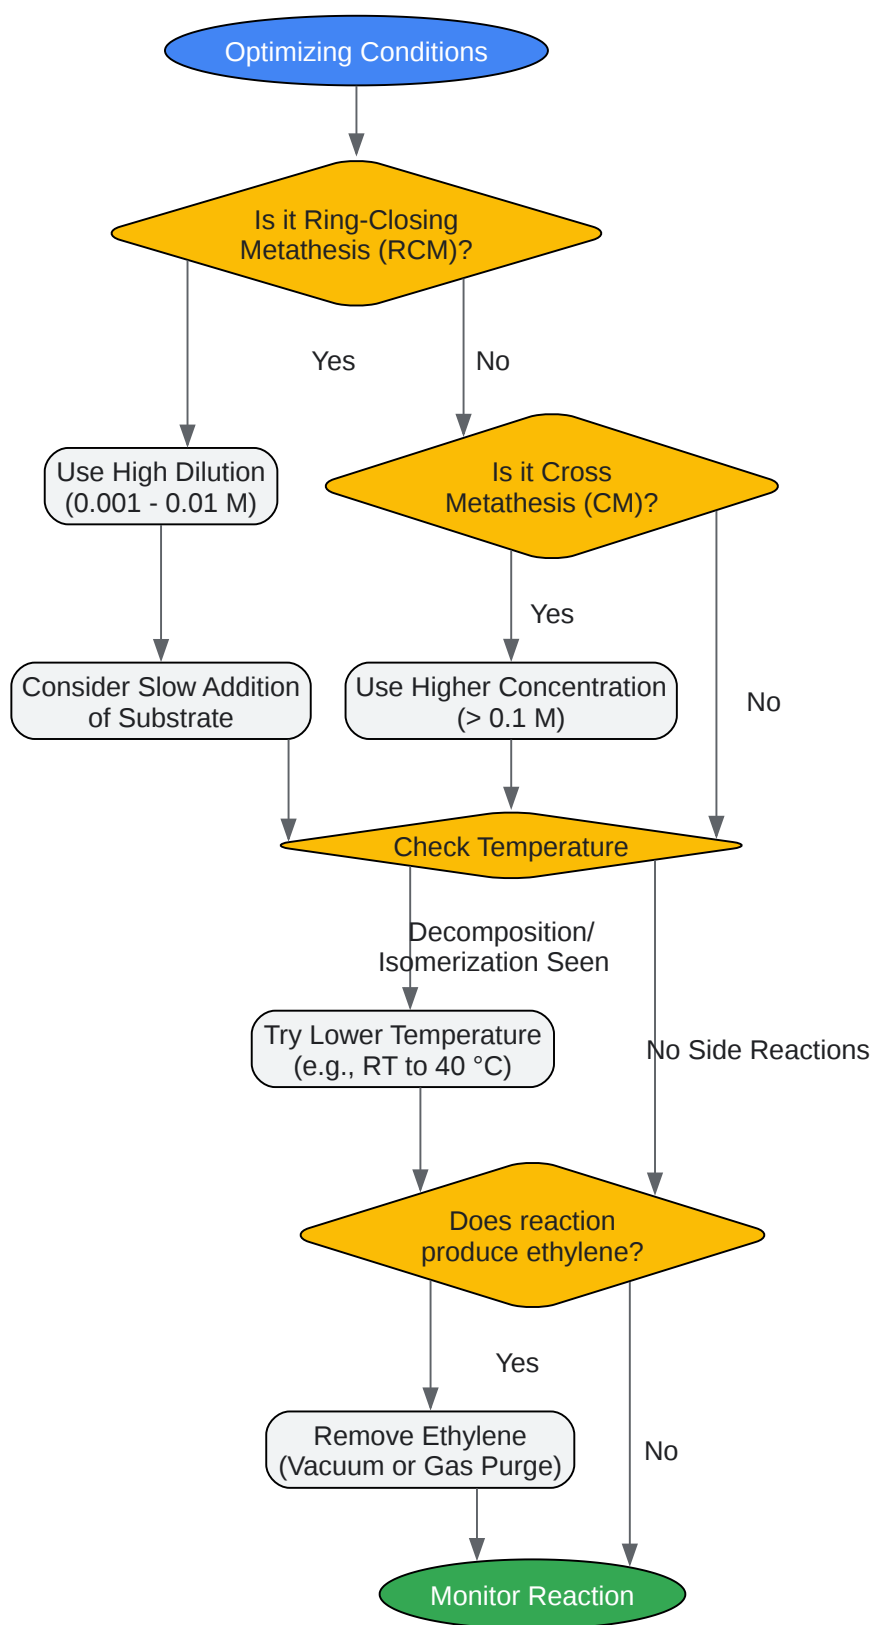 Optimizing Conditions
Is it Ring-Closing
Metathesis (RCM)?
Yes
No
Use High Dilution
(0.001 - 0.01 M)
Is it Cross
Metathesis (CM)?
Yes
Consider Slow Addition
of Substrate
Use Higher Concentration
(> 0.1 M)
No
Check Temperature
Decomposition/
Isomerization Seen
Try Lower Temperature
(e.g., RT to 40 °C)
No Side Reactions
Does reaction
produce ethylene?
Yes
Remove Ethylene
(Vacuum or Gas Purge)
No
Monitor Reaction